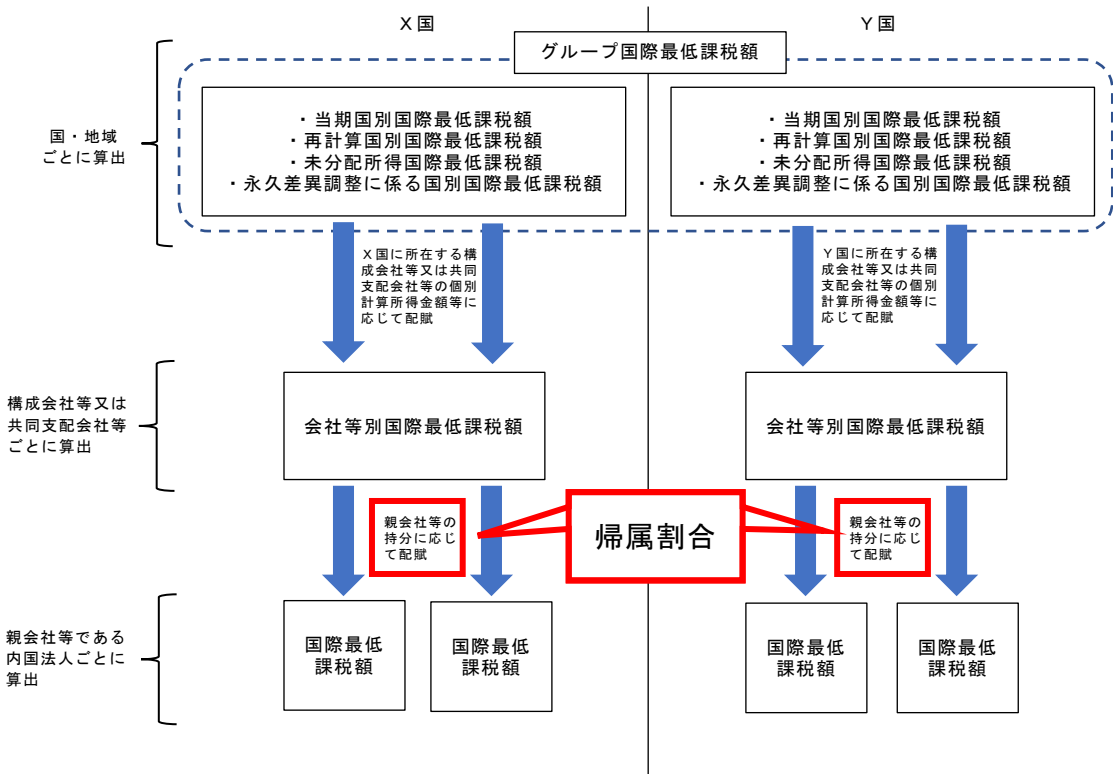 X国
Y国
グループ国際最低課税額
国・地域
ごとに算出
・当期国別国際最低課税額
・再計算国別国際最低課税額
・未分配所得国際最低課税額
・永久差異調整に係る国別国際最低課税額
・当期国別国際最低課税額
・再計算国別国際最低課税額
・未分配所得国際最低課税額
・永久差異調整に係る国別国際最低課税額
X国に所在する構
成会社等又は共同
支配会社等の個別
計算所得金額等に
応じて配賦
Y国に所在する構
成会社等又は共同
支配会社等の個別
計算所得金額等に
応じて配賦
構成会社等又は
共同支配会社等
ごとに算出
会社等別国際最低課税額
会社等別国際最低課税額
親会社等の
持分に応じ
て配賦
帰属割合
親会社等の
持分に応じ
て配賦
親会社等である
内国法人ごとに
算出
国際最低
課税額
国際最低
課税額
国際最低
課税額
国際最低
課税額